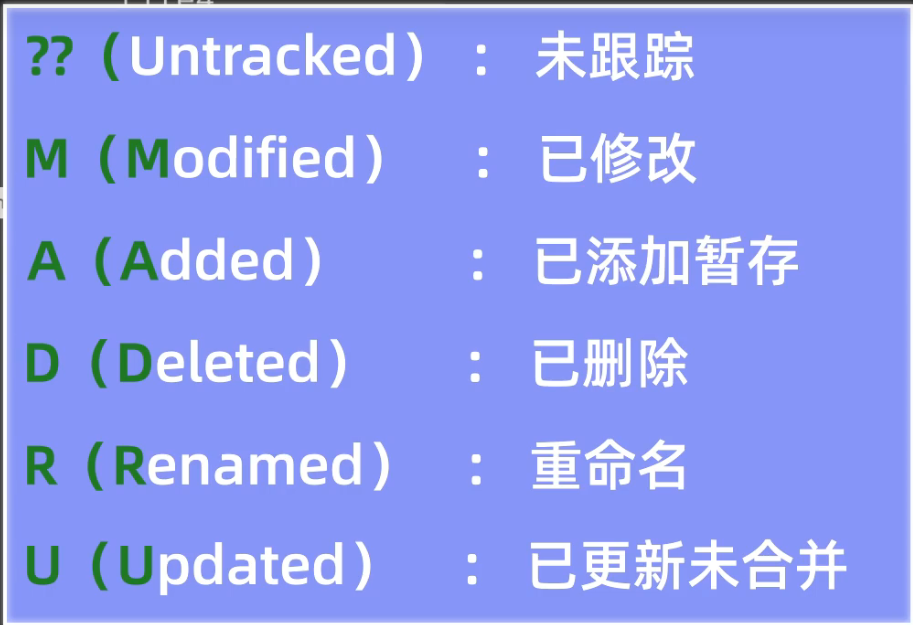 ??（Untracked）：未跟踪
M（Modified）：已修改
A（Added）：已添加暂存
D（Deleted）：已删除
R（Renamed）：重命名
U（Updated）：已更新未合并